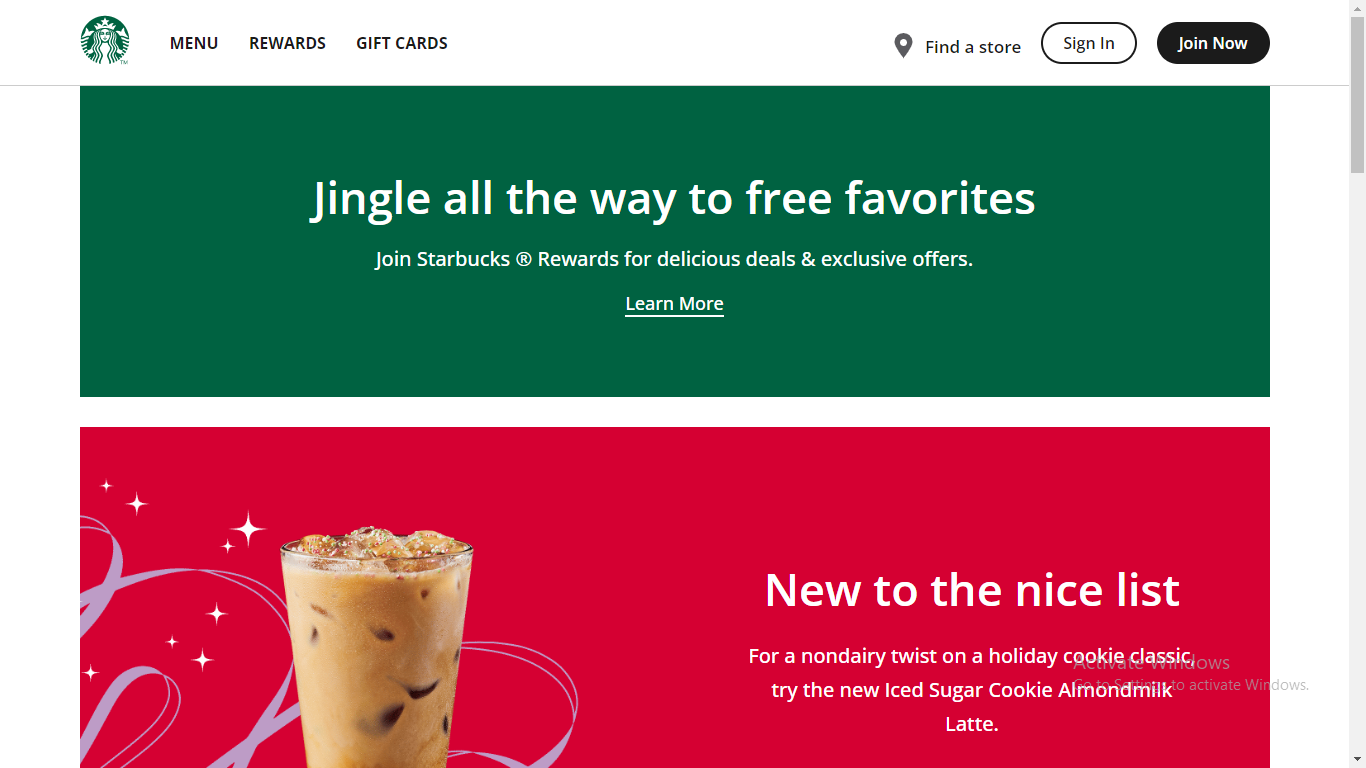 MENU REWARDS GIFT CARDS Find a store Sign In Join Now
TM
Jingle all the way to free favorites
Join Starbucks ® Rewards for delicious deals & exclusive offers.
Learn More
New to the nice list
For a nondairy twist on a holiday cookie classic,
try the new Iced Sugar Cookie Almondmilk
Latte.
Activate Windows
Go to Settings to activate Windows.